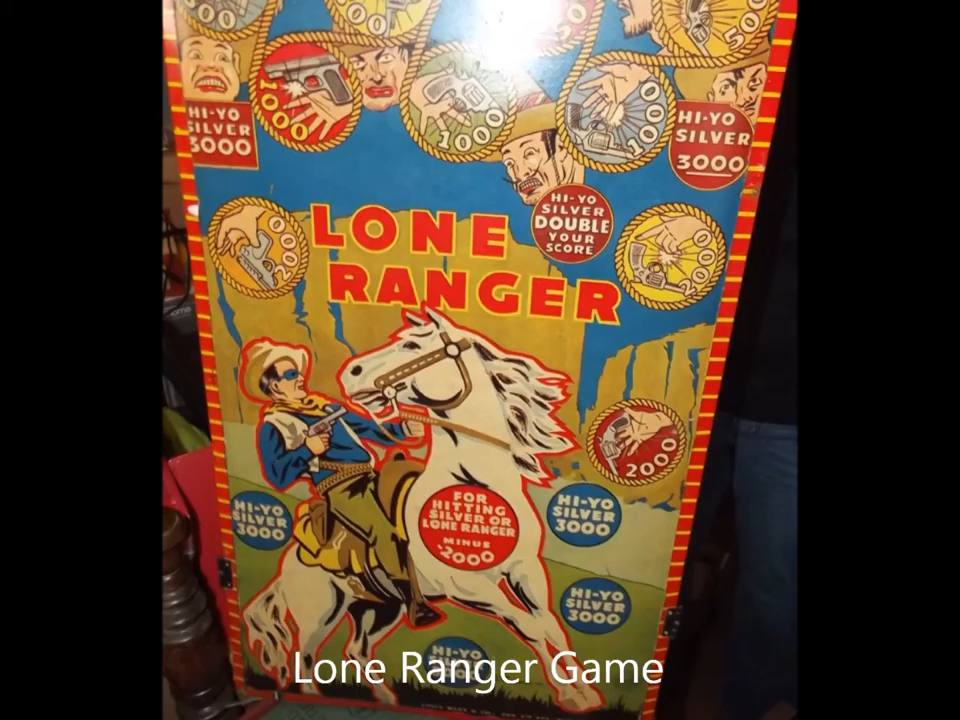 500
1000
1000
1000
HI-YO
SILVER
3000
HI-YO
SILVER
3000
HI-YO
SILVER
DOUBLE
YOUR
SCORE
2000
2000
LONE
RANGER
2000
HI-YO
SILVER
3000
FOR
HITTING
SILVER OR
LONE RANGER
MINUS
2000
HI-YO
SILVER
3000
HI-YO
SILVER
3000
HI-YO
Lone Ranger Game